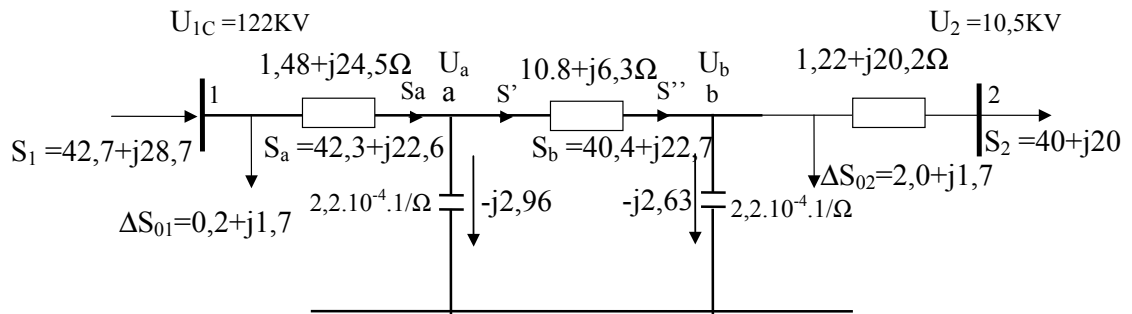 U₁C =122KV
U₂ =10,5KV
1,48+j24,5Ω
Uₐ
10.8+j6,3Ω
U_b
1,22+j20,2Ω
1
Sa
a
S'
S''
b
2
S₁ =42,7+j28,7
Sₐ =42,3+j22,6
S_b =40,4+j22,7
S₂ =40+j20
ΔS₀₂=2,0+j1,7
ΔS₀₁=0,2+j1,7
2,2.10⁻⁴.1/Ω
-j2,96
-j2,63
2,2.10⁻⁴.1/Ω